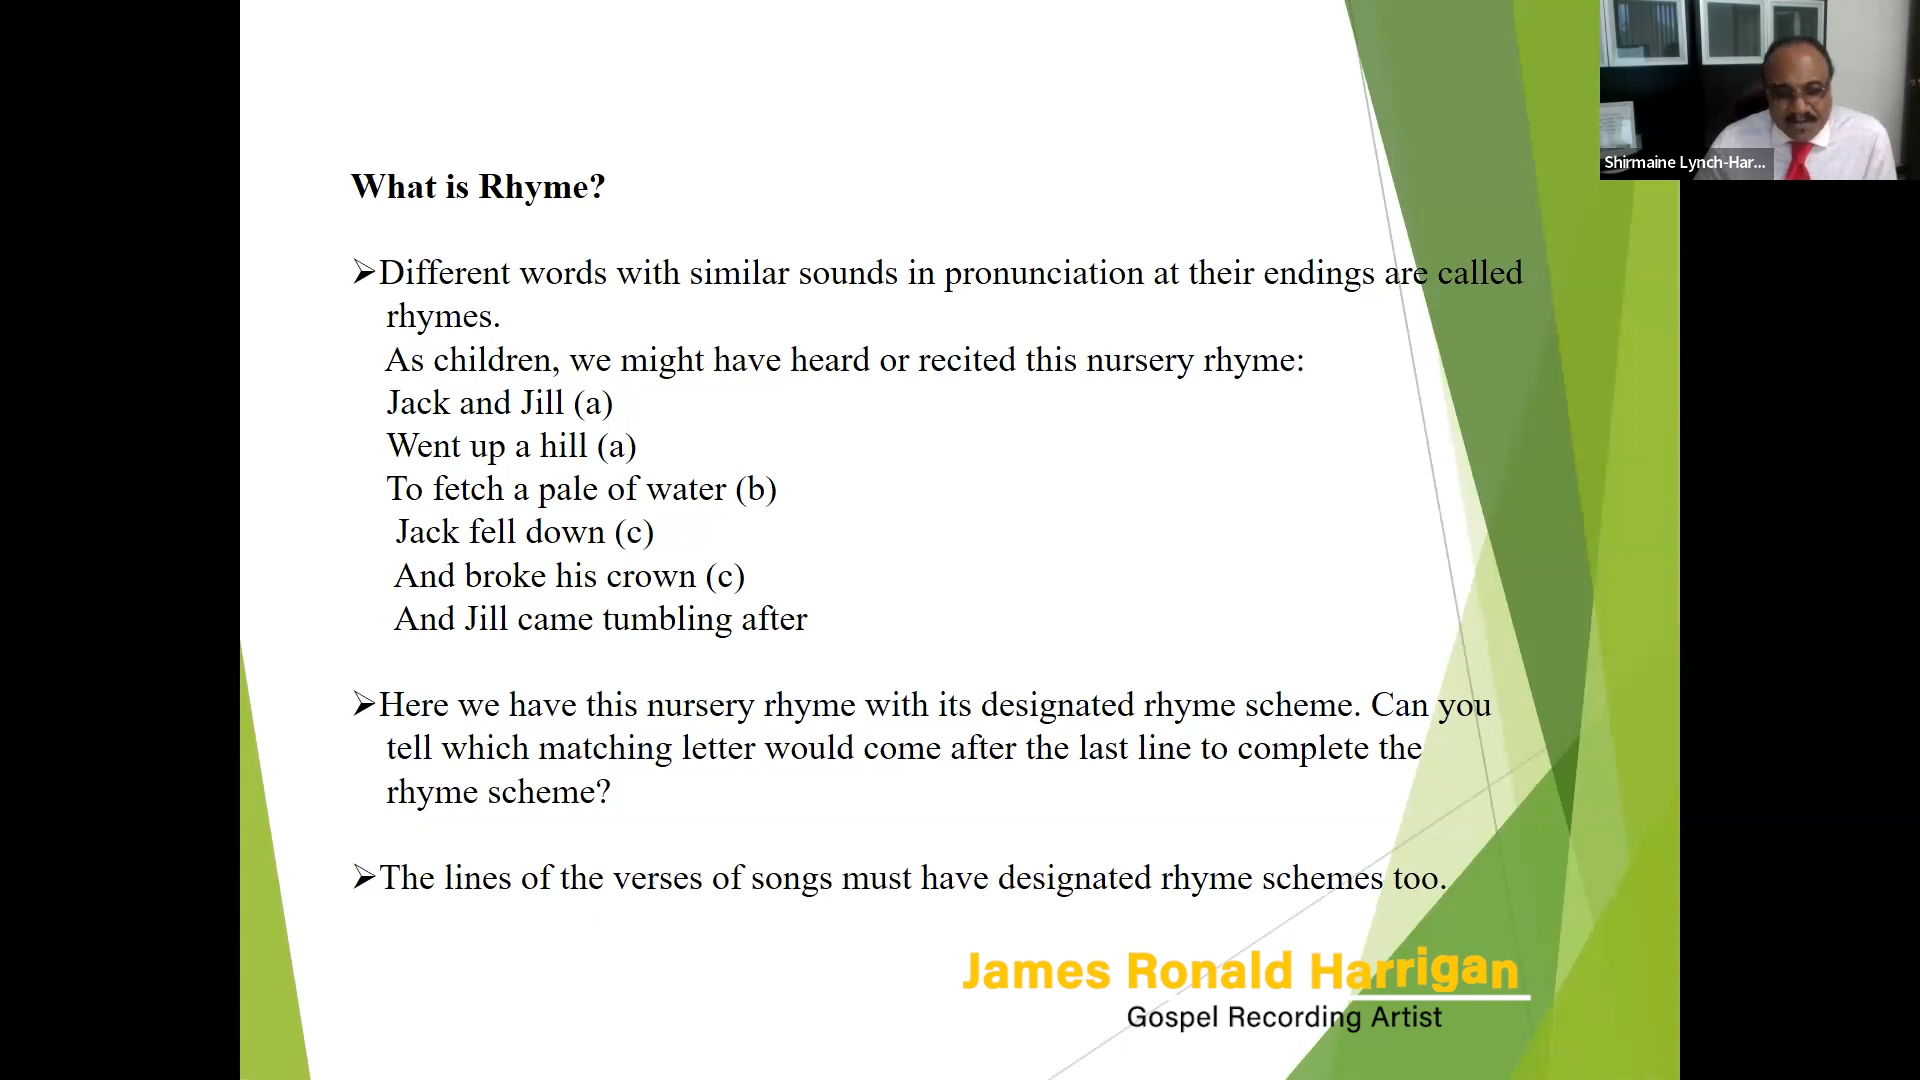 What is Rhyme?
➢Different words with similar sounds in pronunciation at their endings are called
rhymes.
As children, we might have heard or recited this nursery rhyme:
Jack and Jill (a)
Went up a hill (a)
To fetch a pale of water (b)
Jack fell down (c)
And broke his crown (c)
And Jill came tumbling after
➢Here we have this nursery rhyme with its designated rhyme scheme. Can you
tell which matching letter would come after the last line to complete the
rhyme scheme?
➢The lines of the verses of songs must have designated rhyme schemes too.
James Ronald Harrigan
Gospel Recording Artist
Shirmaine Lynch-Har...